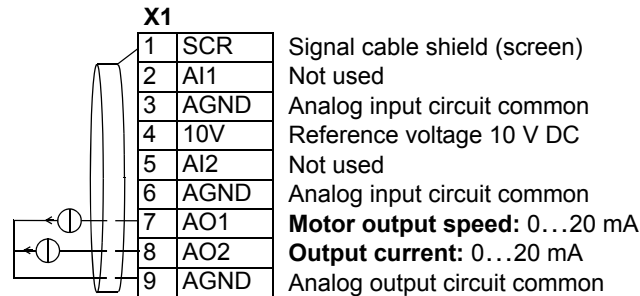 X1
1 SCR Signal cable shield (screen)
2 AI1 Not used
3 AGND Analog input circuit common
4 10V Reference voltage 10 V DC
5 AI2 Not used
6 AGND Analog input circuit common
7 AO1 Motor output speed: 0…20 mA
8 AO2 Output current: 0…20 mA
9 AGND Analog output circuit common